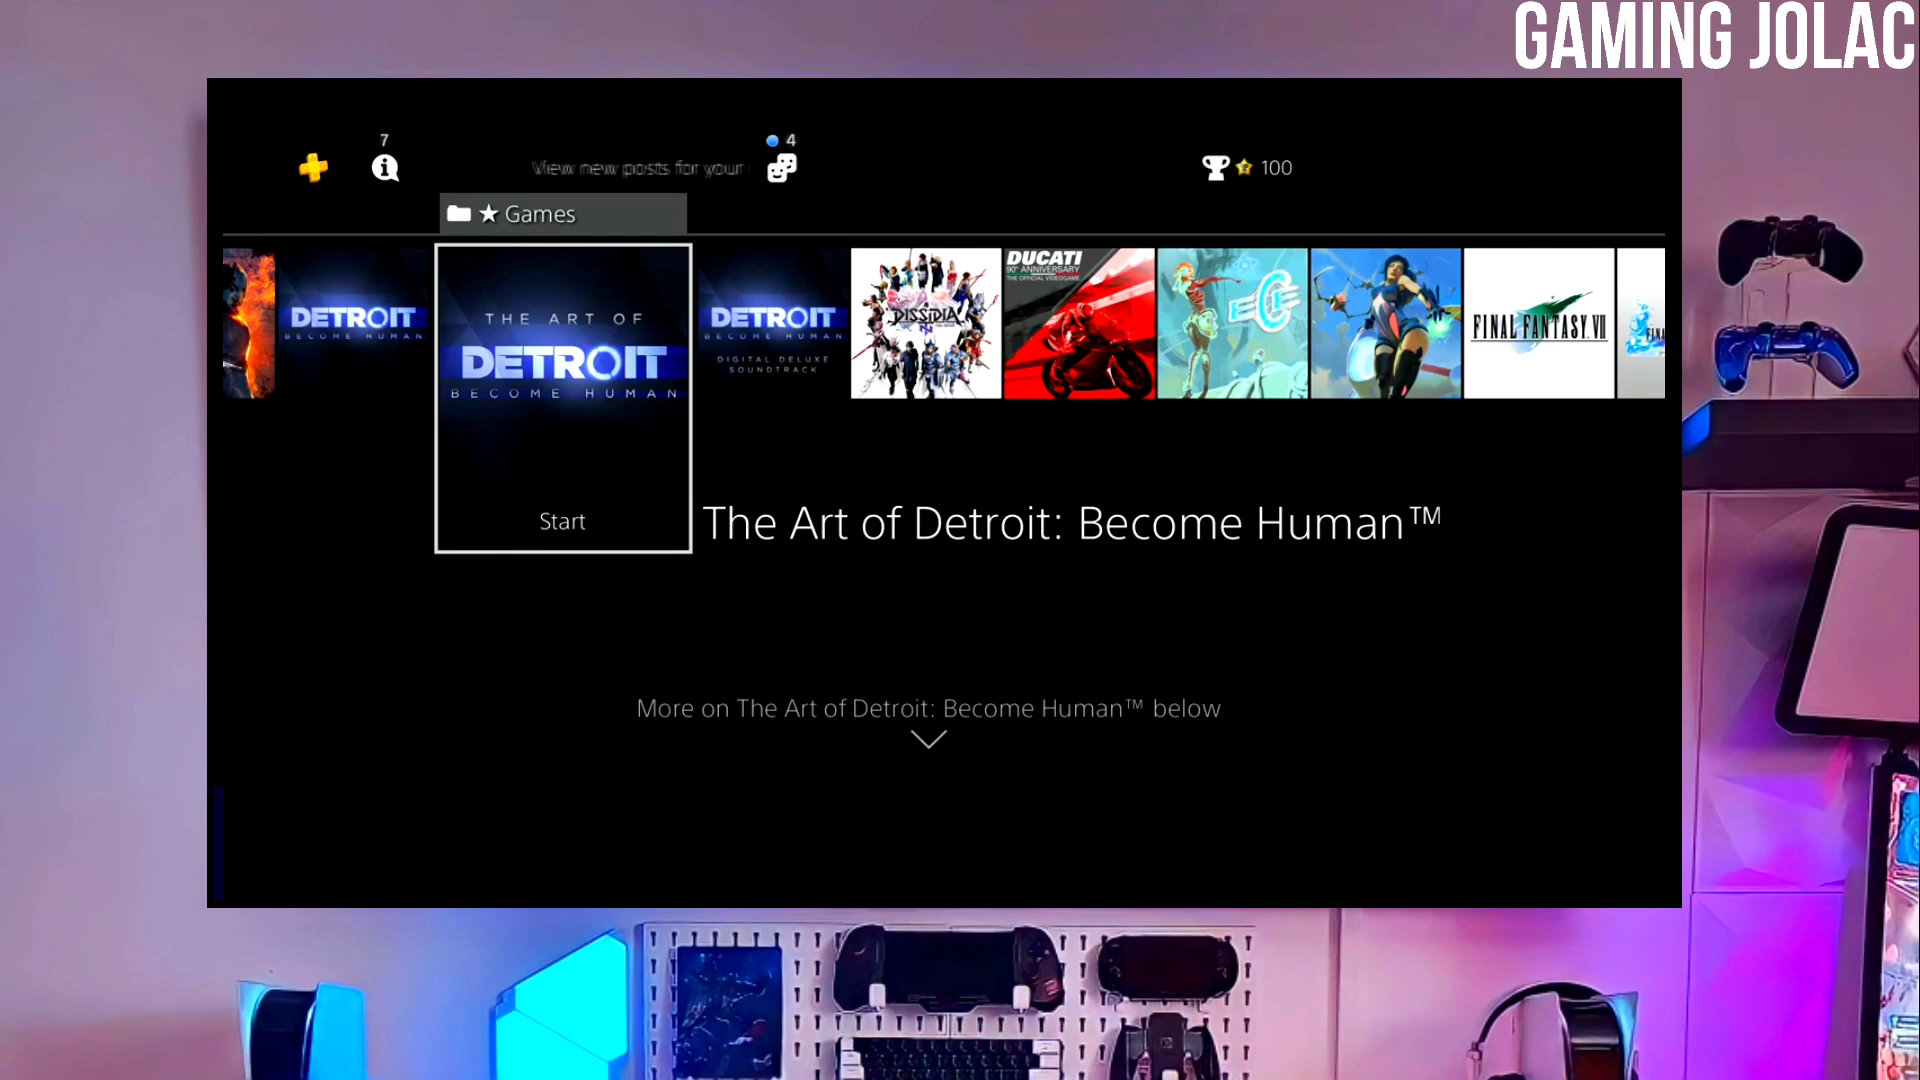 GAMING JOLAC
7
View new posts for your
4
100
★ Games
DETROIT
BECOME HUMAN
THE ART OF
DETROIT
BECOME HUMAN
DETROIT
BECOME HUMAN
DIGITAL DELUXE
SOUNDTRACK
DISSIDIA
NT
DUCATI
90° ANNIVERSARY
THE OFFICIAL VIDEOGAME
FINAL FANTASY. VII
Start
The Art of Detroit: Become Human™
More on The Art of Detroit: Become Human™ below